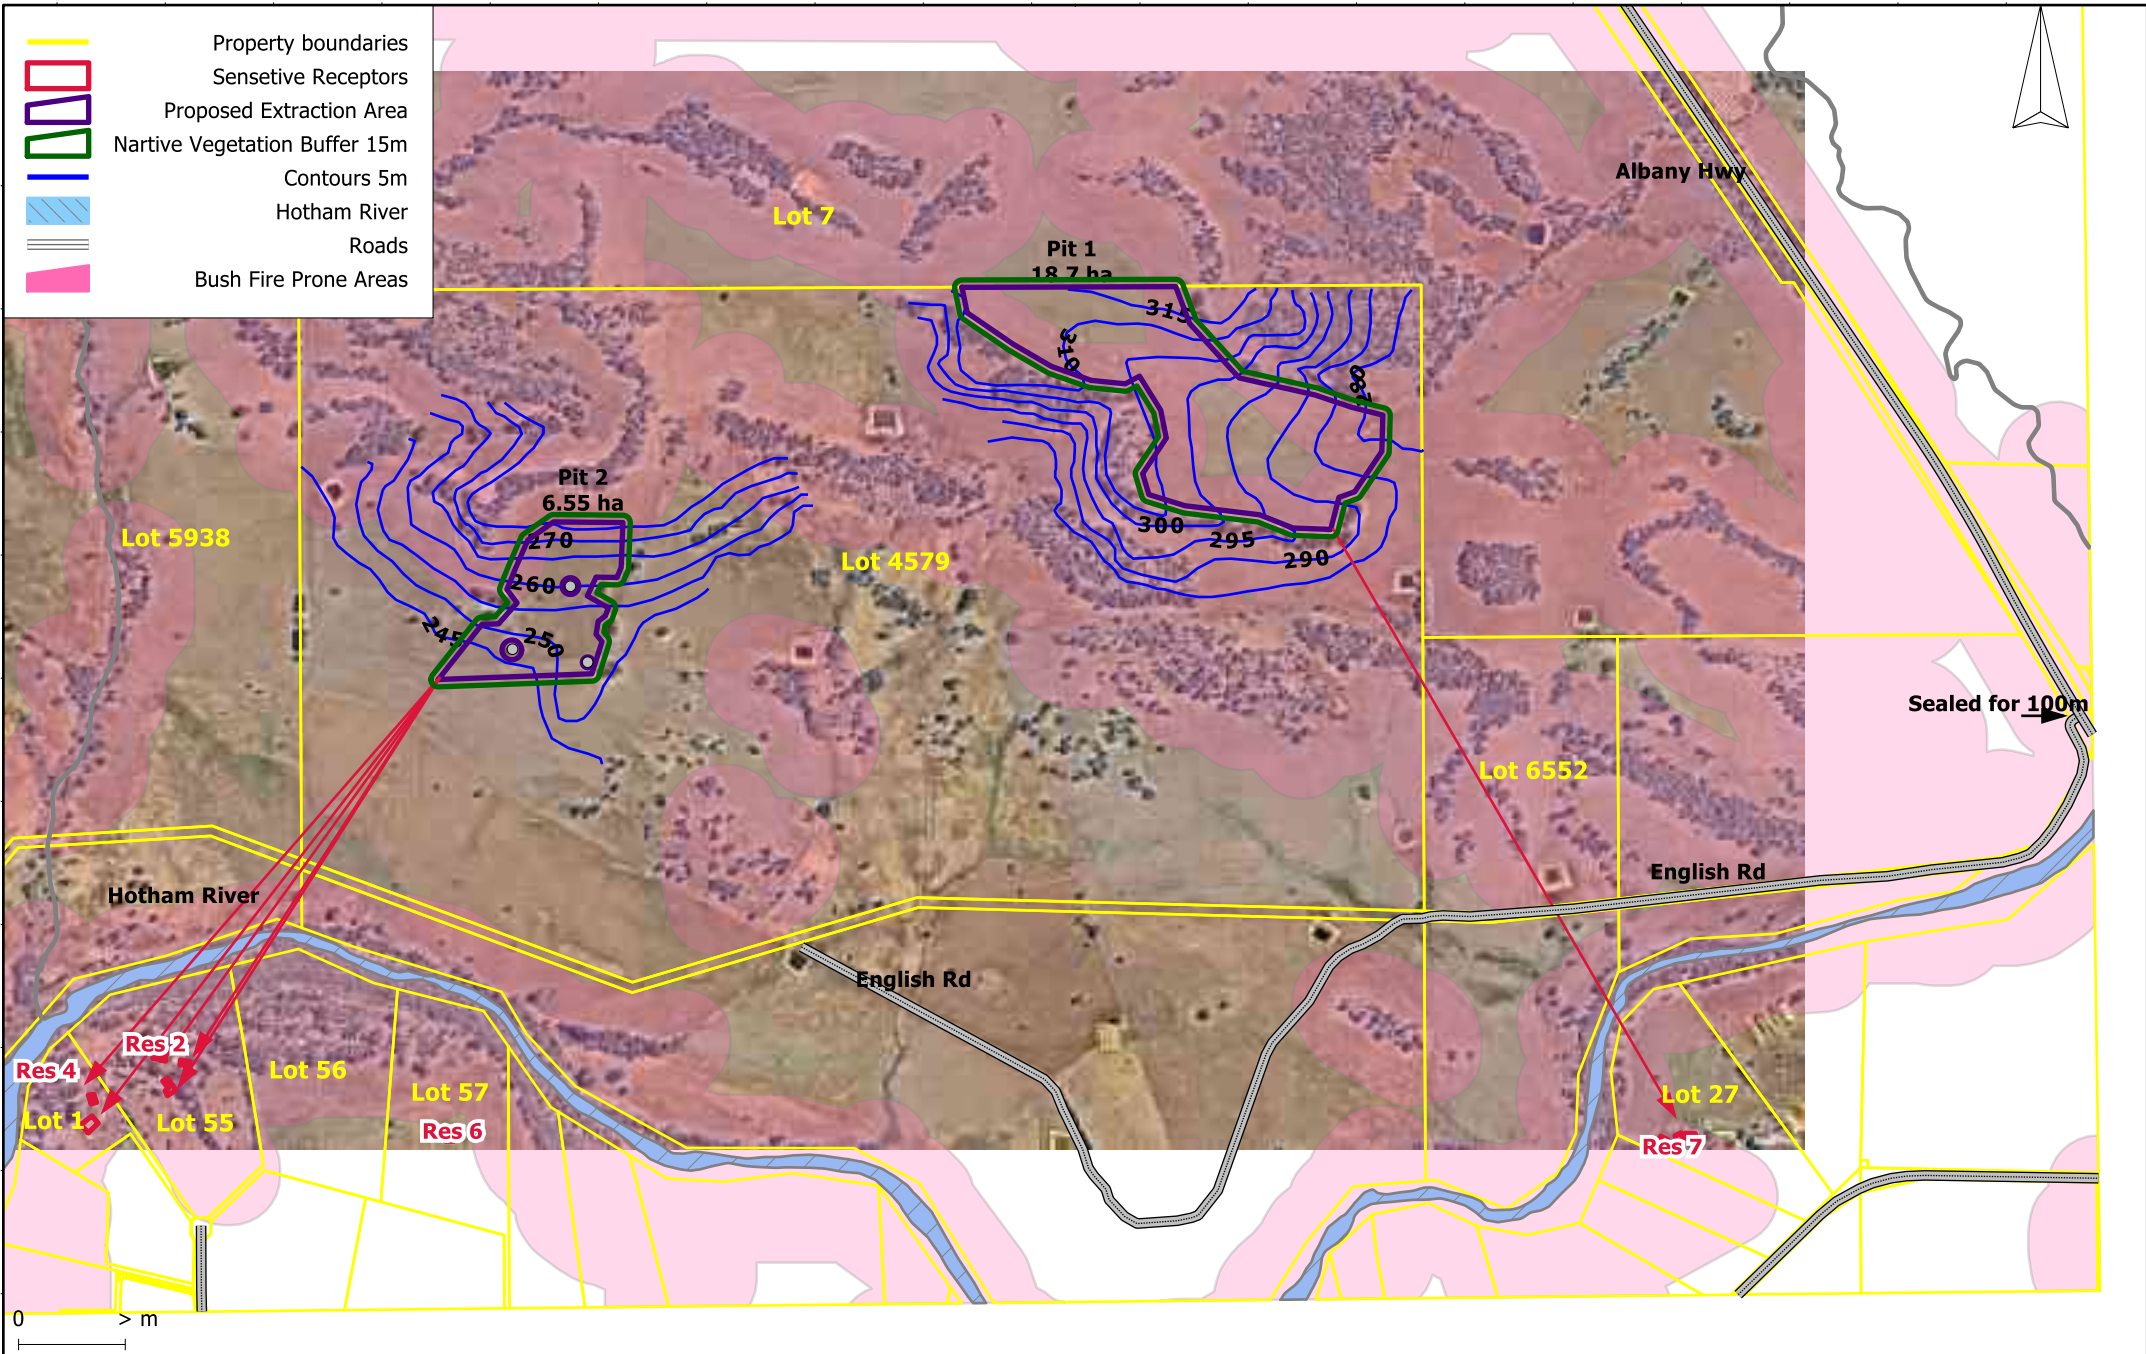 Property boundaries
Sensetive Receptors
Proposed Extraction Area
Nartive Vegetation Buffer 15m
Contours 5m
Hotham River
Roads
Bush Fire Prone Areas
Albany Hwy
Lot 7
Pit 1
18.7 ha
315
310
280
Pit 2
6.55 ha
Lot 5938
270
300
295
290
Lot 4579
260
245
250
Sealed for 100m
Lot 6552
English Rd
Hotham River
English Rd
Res 2
Res 4
Lot 56
Lot 57
Lot 27
Lot 1
Lot 55
Res 6
Res 7
0
> m